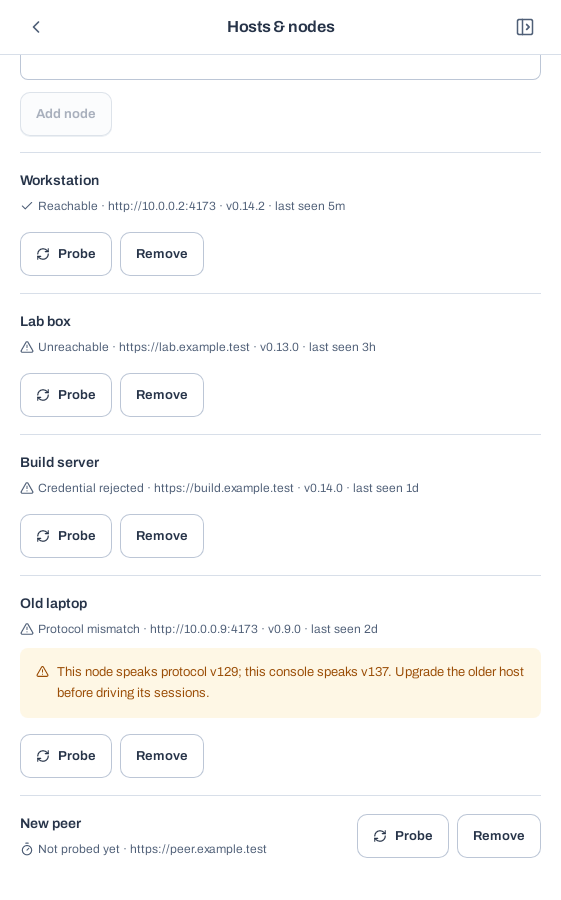 Hosts & nodes
Add node
Workstation
Reachable · http://10.0.0.2:4173 · v0.14.2 · last seen 5m
Probe
Remove
Lab box
Unreachable · https://lab.example.test · v0.13.0 · last seen 3h
Probe
Remove
Build server
Credential rejected · https://build.example.test · v0.14.0 · last seen 1d
Probe
Remove
Old laptop
Protocol mismatch · http://10.0.0.9:4173 · v0.9.0 · last seen 2d
This node speaks protocol v129; this console speaks v137. Upgrade the older host
before driving its sessions.
Probe
Remove
New peer
Not probed yet · https://peer.example.test
Probe
Remove